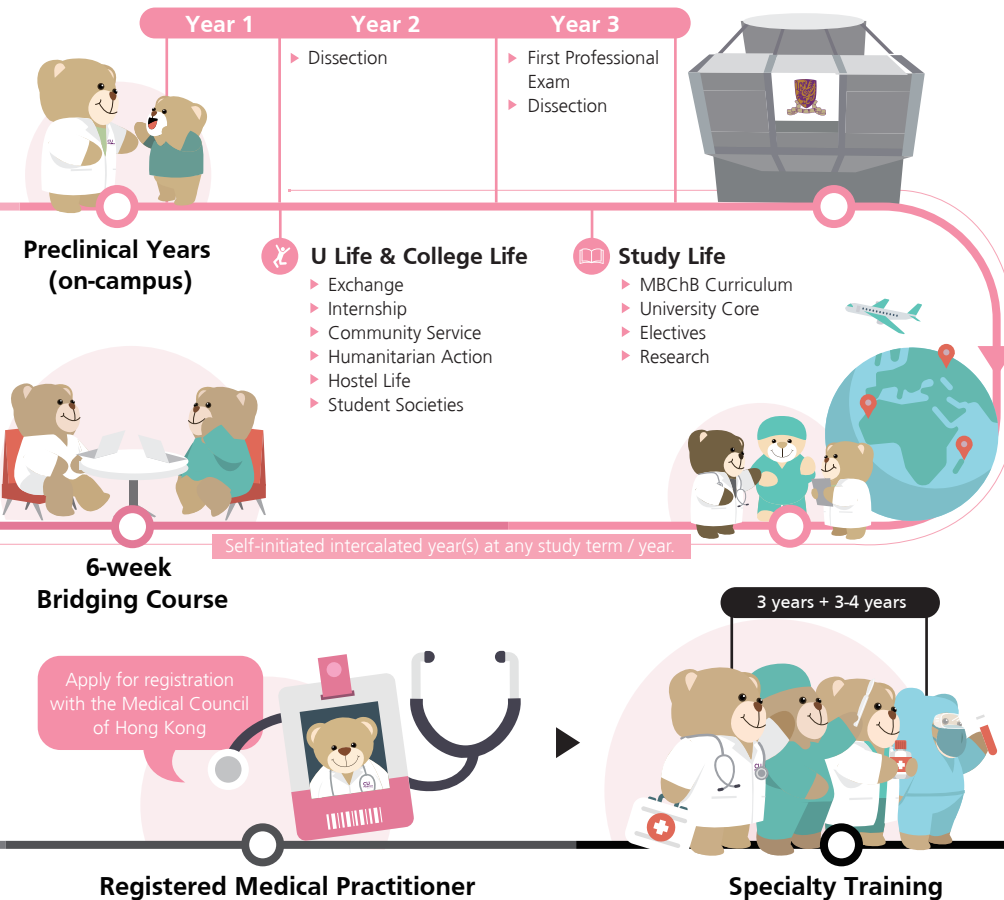 Year 1
Year 2
Year 3
Dissection
First Professional
Exam
Dissection
Preclinical Years
(on-campus)
U Life & College Life
Exchange
Internship
Community Service
Humanitarian Action
Hostel Life
Student Societies
Study Life
MBChB Curriculum
University Core
Electives
Research
Self-initiated intercalated year(s) at any study term / year.
6-week
Bridging Course
3 years + 3-4 years
Apply for registration
with the Medical Council
of Hong Kong
CU
Registered Medical Practitioner
Specialty Training